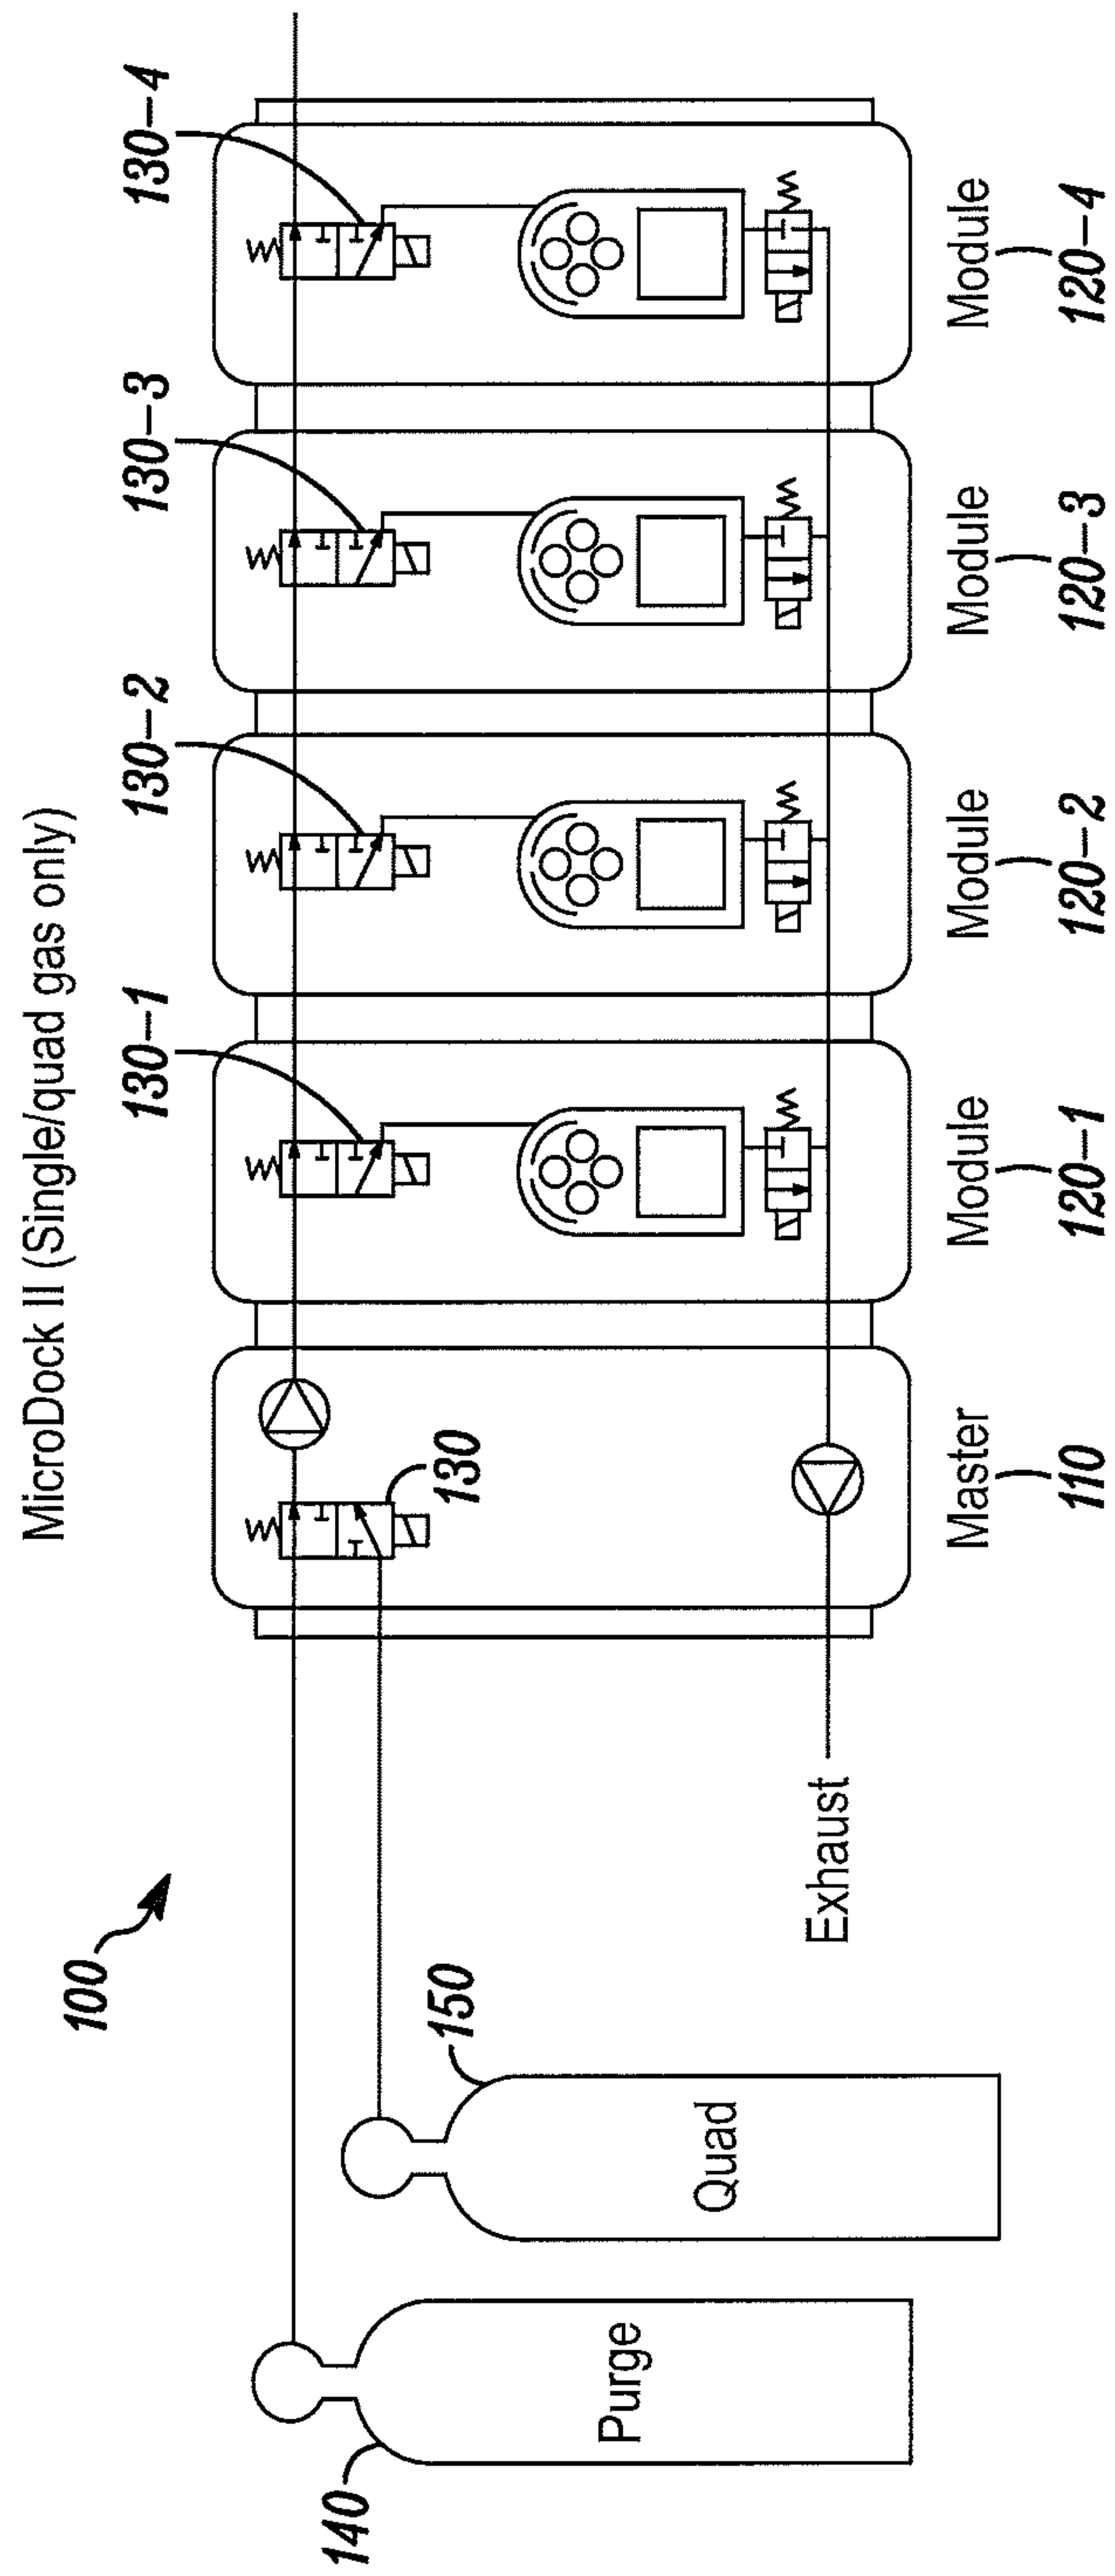 MicroDock II (Single/quad gas only)
100
130-1
130-2
130-3
130-4
130
140
Purge
150
Quad
Exhaust
Master
Module
Module
Module
Module
110
120-1
120-2
120-3
120-4